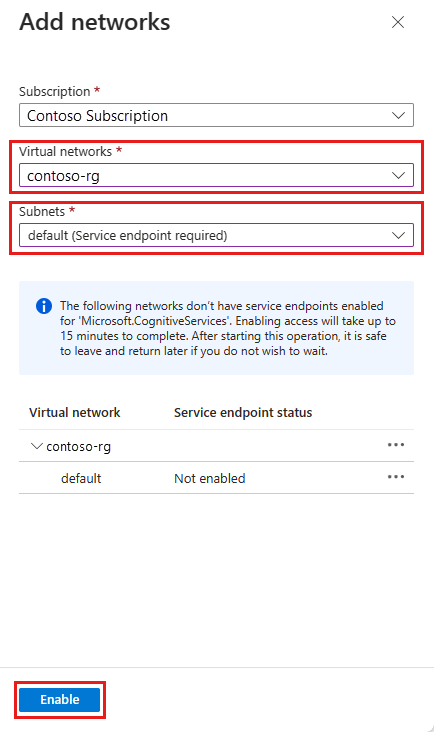 Add networks
Subscription *
Contoso Subscription
Virtual networks *
contoso-rg
Subnets *
default (Service endpoint required)
The following networks don't have service endpoints enabled
for 'Microsoft.CognitiveServices'. Enabling access will take up to
15 minutes to complete. After starting this operation, it is safe
to leave and return later if you do not wish to wait.
Virtual network Service endpoint status
contoso-rg
default Not enabled
Enable